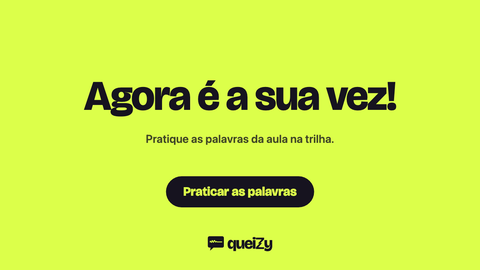 Agora é a sua vez!
Pratique as palavras da aula na trilha.
Praticar as palavras
queiZy